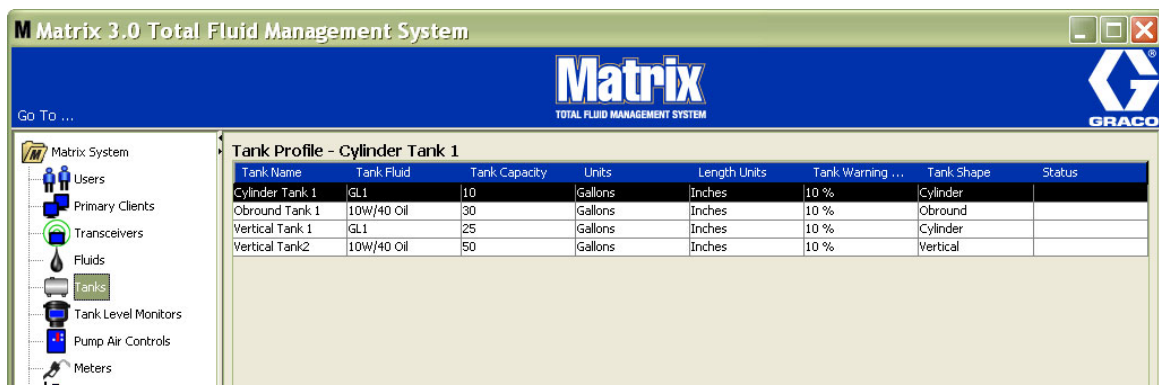 M Matrix 3.0 Total Fluid Management System
Matrix
TOTAL FLUID MANAGEMENT SYSTEM
Go To ...
GRACO
®
Matrix System
Users
Primary Clients
Transceivers
Fluids
Tanks
Tank Level Monitors
Pump Air Controls
Meters
Tank Profile - Cylinder Tank 1
Tank Name Tank Fluid Tank Capacity Units Length Units Tank Warning ... Tank Shape Status
Cylinder Tank 1 GL1 10 Gallons Inches 10 % Cylinder
Obround Tank 1 10W/40 Oil 30 Gallons Inches 10 % Obround
Vertical Tank 1 GL1 25 Gallons Inches 10 % Cylinder
Vertical Tank2 10W/40 Oil 50 Gallons Inches 10 % Vertical